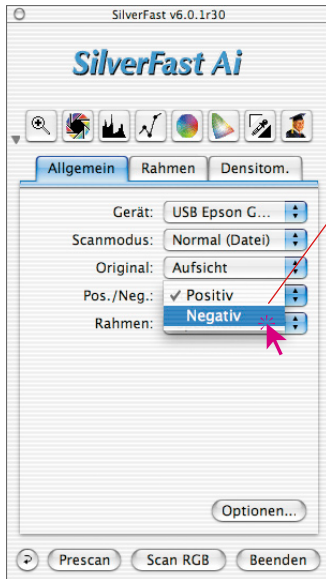 SilverFast v6.0.1r30
SilverFast Ai
Allgemein Rahmen Densitom.
Gerät: USB Epson G...
Scanmodus: Normal (Datei)
Original: Aufsicht
Pos./Neg.: ✓ Positiv
Negativ
Rahmen:
Optionen...
Prescan Scan RGB Beenden